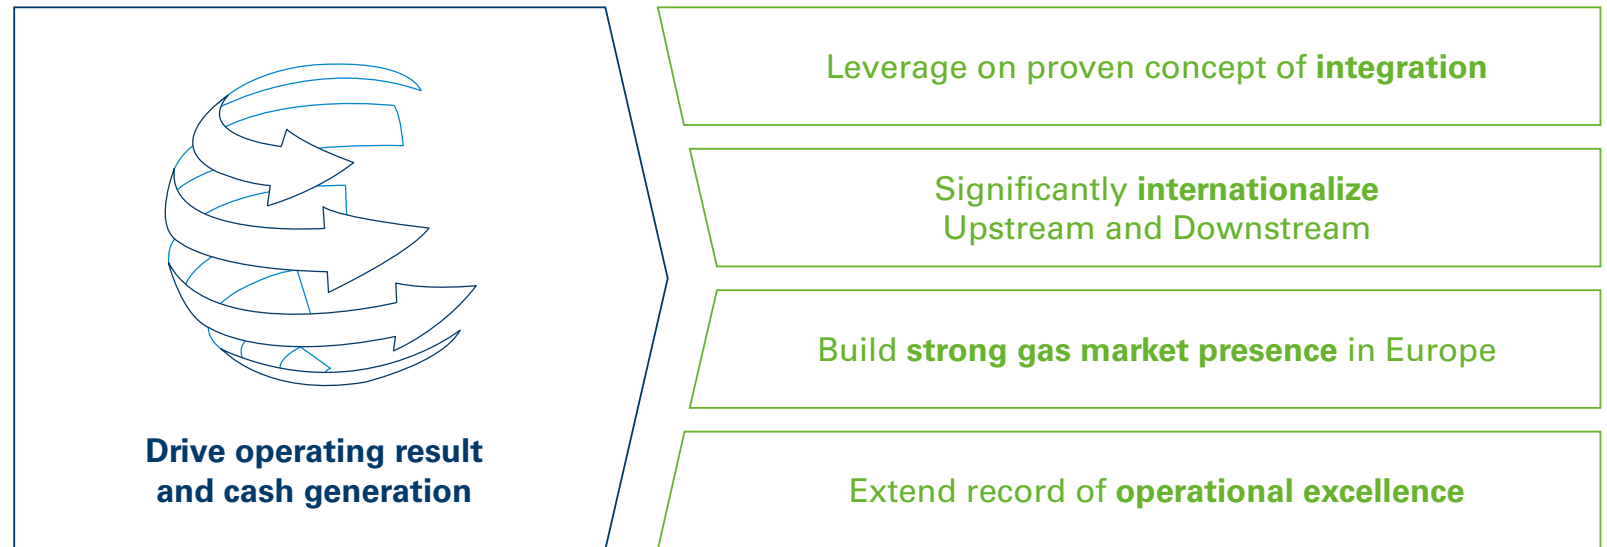 Drive operating result
and cash generation
Leverage on proven concept of integration
Significantly internationalize
Upstream and Downstream
Build strong gas market presence in Europe
Extend record of operational excellence